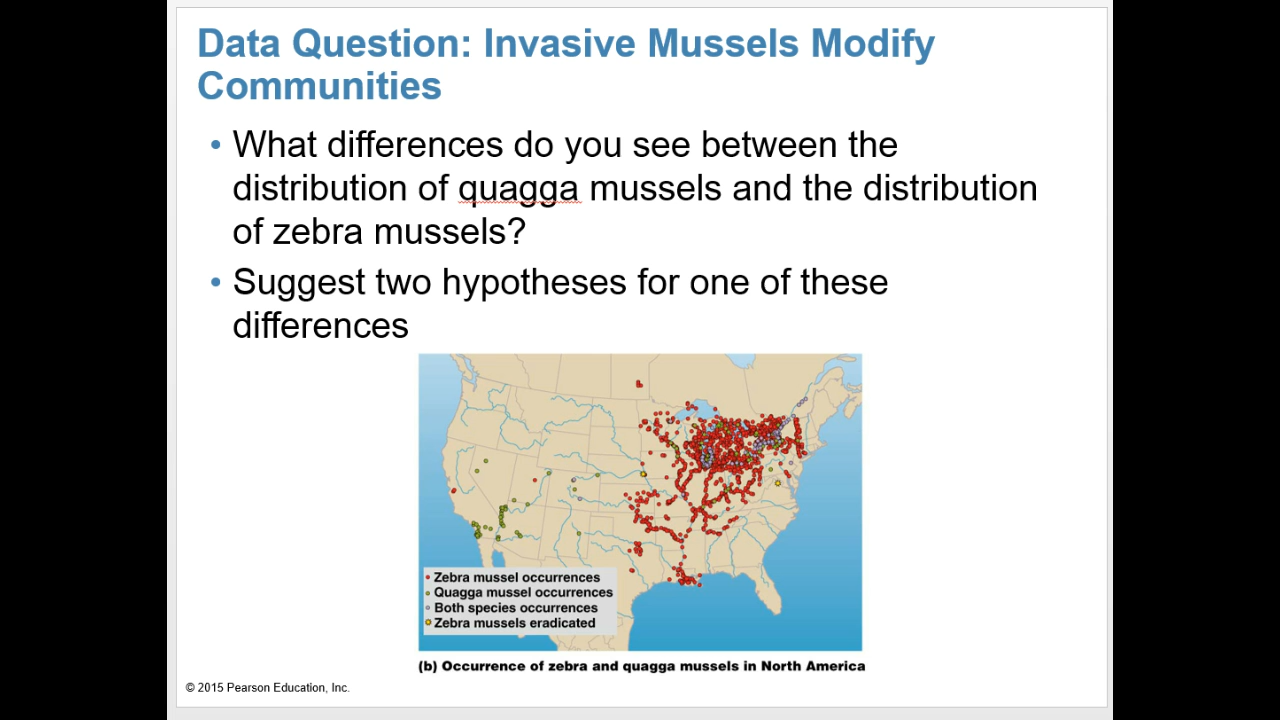 Data Question: Invasive Mussels Modify
Communities
• What differences do you see between the
distribution of quagga mussels and the distribution
of zebra mussels?
• Suggest two hypotheses for one of these
differences
Zebra mussel occurrences
Quagga mussel occurrences
Both species occurrences
Zebra mussels eradicated
(b) Occurrence of zebra and quagga mussels in North America
© 2015 Pearson Education, Inc.